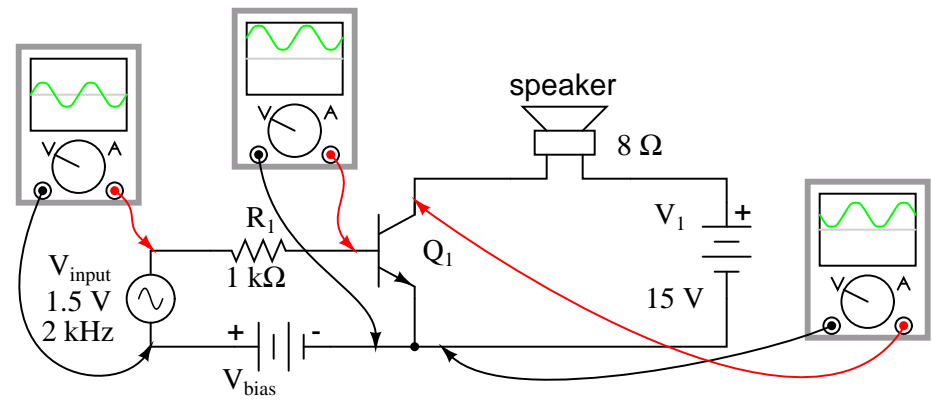 V A
V A
speaker
8 Ω
R1
1 kΩ
Vinput
1.5 V
2 kHz
+ -
Vbias
Q1
V1
+
15 V
V A